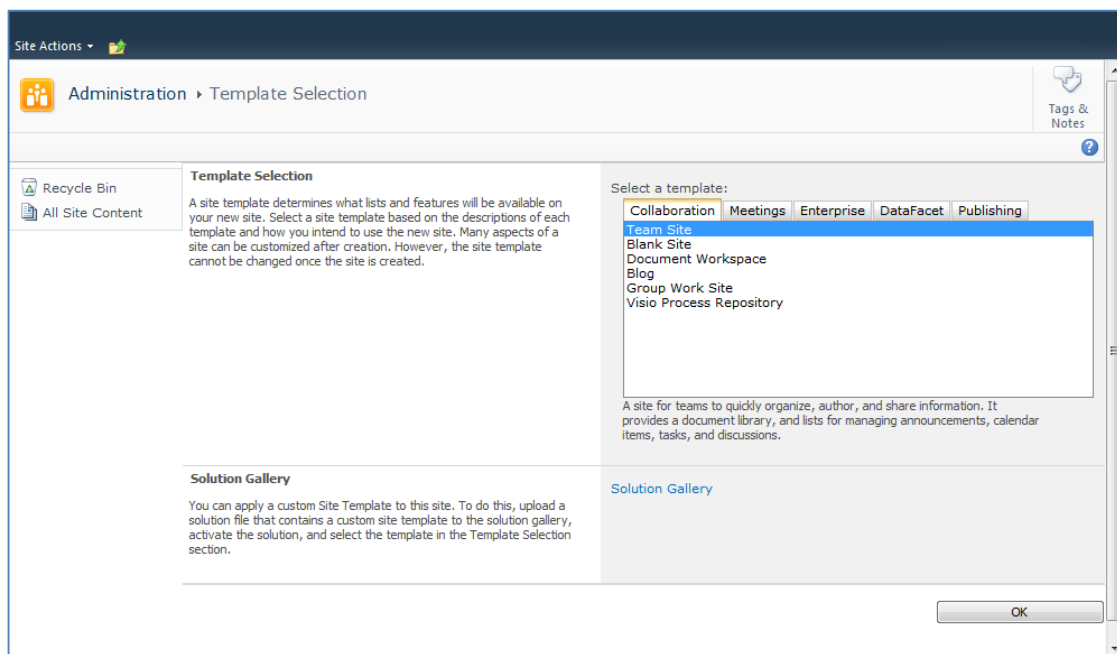 Site Actions
Administration ▸ Template Selection
Tags &
Notes
Recycle Bin
All Site Content
Template Selection
A site template determines what lists and features will be available on
your new site. Select a site template based on the descriptions of each
template and how you intend to use the new site. Many aspects of a
site can be customized after creation. However, the site template
cannot be changed once the site is created.
Select a template:
Collaboration Meetings Enterprise DataFacet Publishing
Team Site
Blank Site
Document Workspace
Blog
Group Work Site
Visio Process Repository
A site for teams to quickly organize, author, and share information. It
provides a document library, and lists for managing announcements, calendar
items, tasks, and discussions.
Solution Gallery
You can apply a custom Site Template to this site. To do this, upload a
solution file that contains a custom site template to the solution gallery,
activate the solution, and select the template in the Template Selection
section.
Solution Gallery
OK